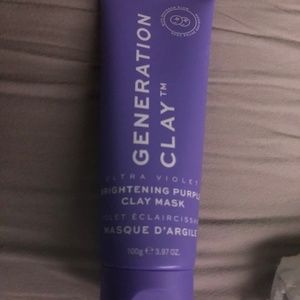 GENERATION
CLAY™
ULTRA VIOLET
BRIGHTENING PURPLE
CLAY MASK
VIOLET ÉCLAIRCISSANT
MASQUE D'ARGILE
100g ℮ 3.97 OZ.